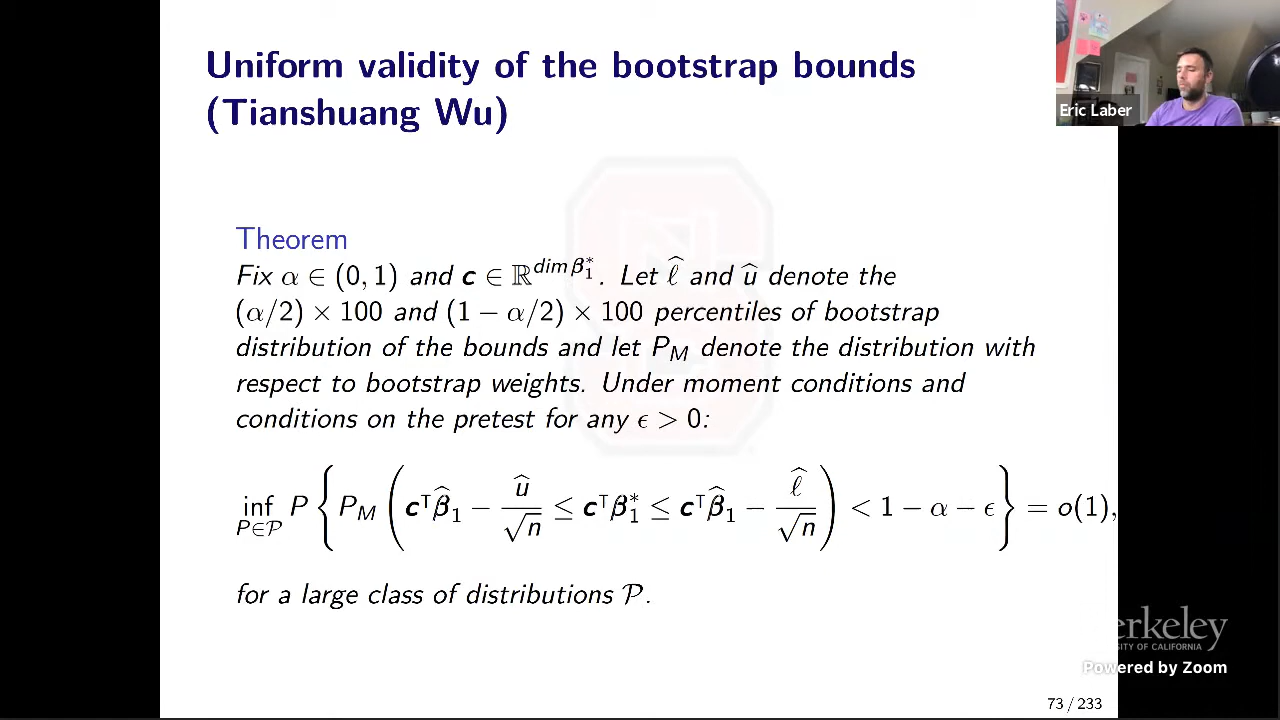 Uniform validity of the bootstrap bounds
(Tianshuang Wu)
Eric Laber
Theorem
Fix α ∈ (0, 1) and c ∈ ℝ^{dim β₁*}. Let ℓ̂ and û denote the
(α/2) × 100 and (1 − α/2) × 100 percentiles of bootstrap
distribution of the bounds and let P_M denote the distribution with
respect to bootstrap weights. Under moment conditions and
conditions on the pretest for any ϵ > 0:
inf_{P∈𝒫} P { P_M ( c^⊤β̂₁ − û/√n ≤ c^⊤β₁* ≤ c^⊤β̂₁ − ℓ̂/√n ) < 1 − α − ϵ } = o(1),
for a large class of distributions 𝒫.
erkeley
SITY OF CALIFORNIA
Powered by Zoom
73 / 233